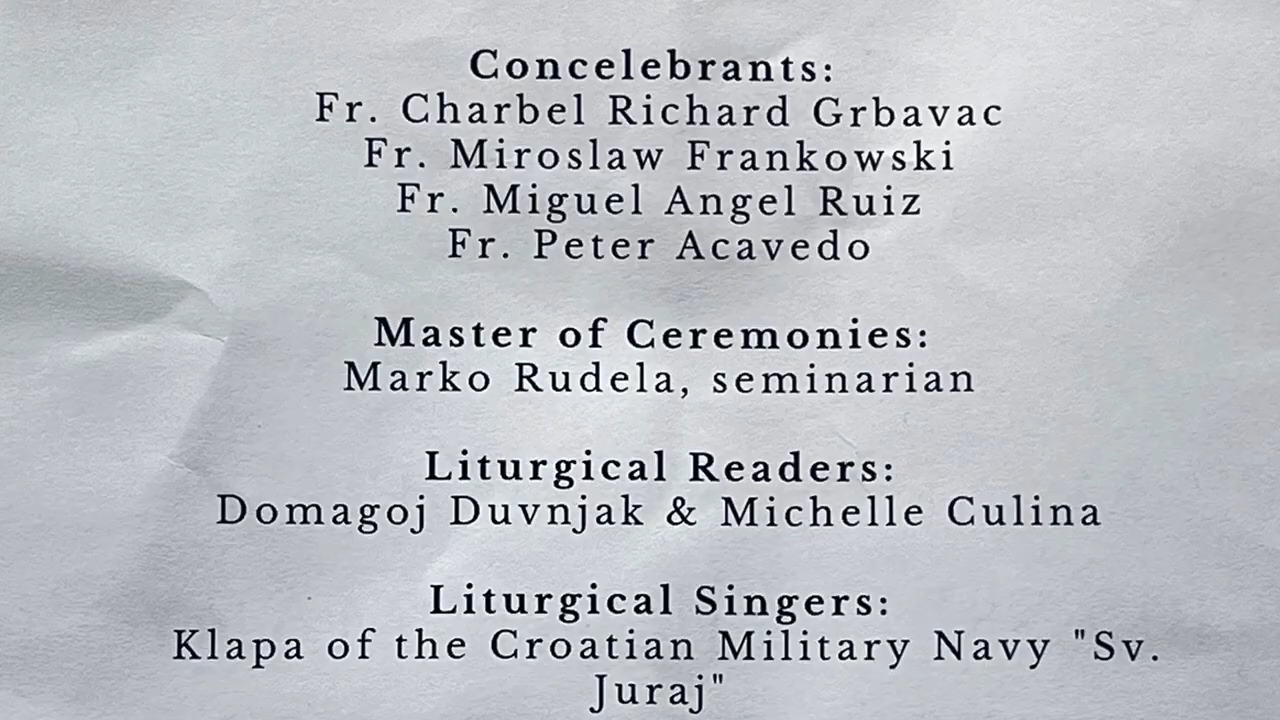 Concelebrants:
Fr. Charbel Richard Grbavac
Fr. Miroslaw Frankowski
Fr. Miguel Angel Ruiz
Fr. Peter Acavedo
Master of Ceremonies:
Marko Rudela, seminarian
Liturgical Readers:
Domagoj Duvnjak & Michelle Culina
Liturgical Singers:
Klapa of the Croatian Military Navy "Sv.
Juraj"